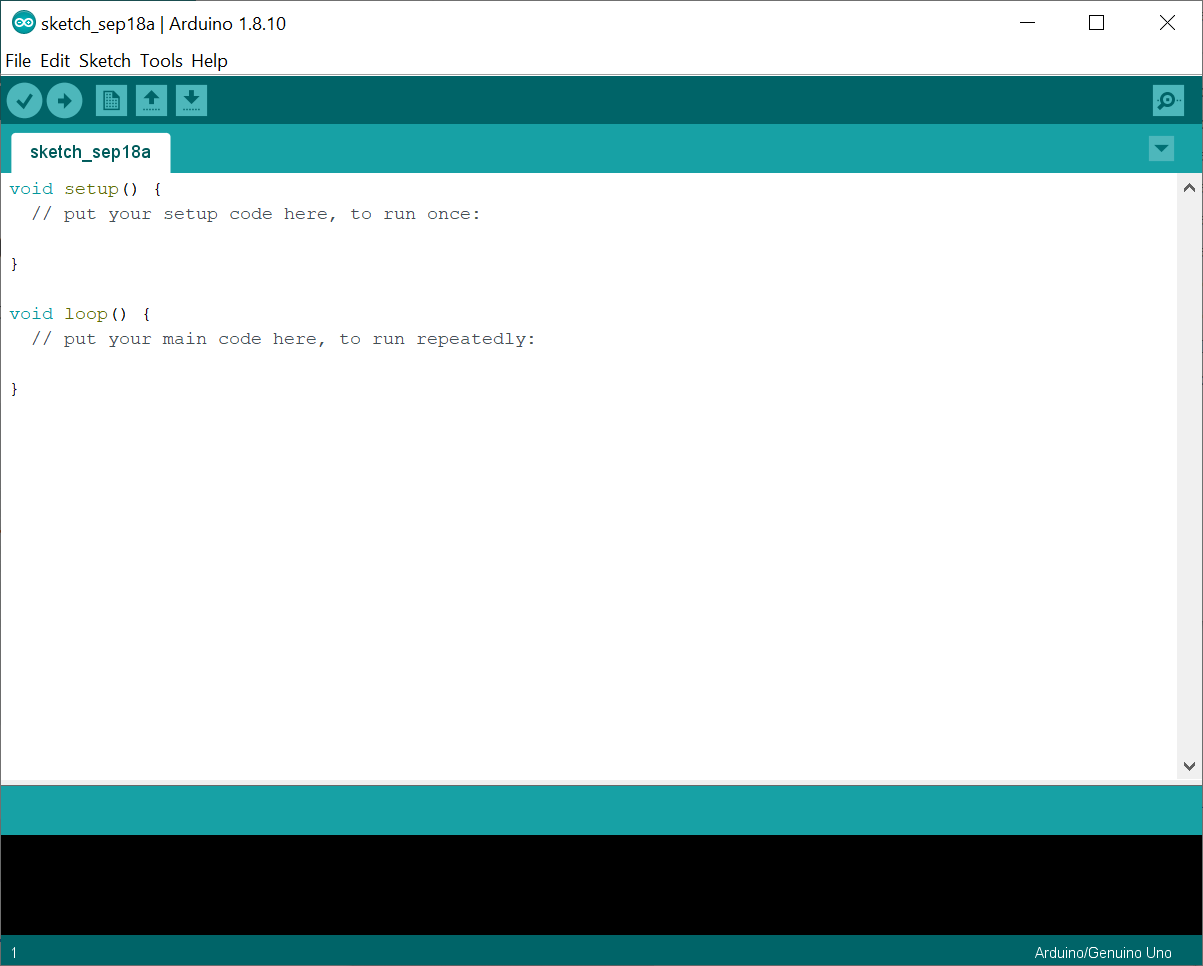 sketch_sep18a | Arduino 1.8.10
File Edit Sketch Tools Help
sketch_sep18a
void setup() {
  // put your setup code here, to run once:
}
void loop() {
  // put your main code here, to run repeatedly:
}
1
Arduino/Genuino Uno